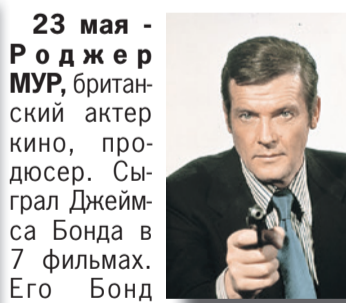 23 мая -
Роджер
МУР, британ-
ский актер
кино, про-
дюсер. Сы-
грал Джейм-
са Бонда в
7 фильмах.
Его Бонд